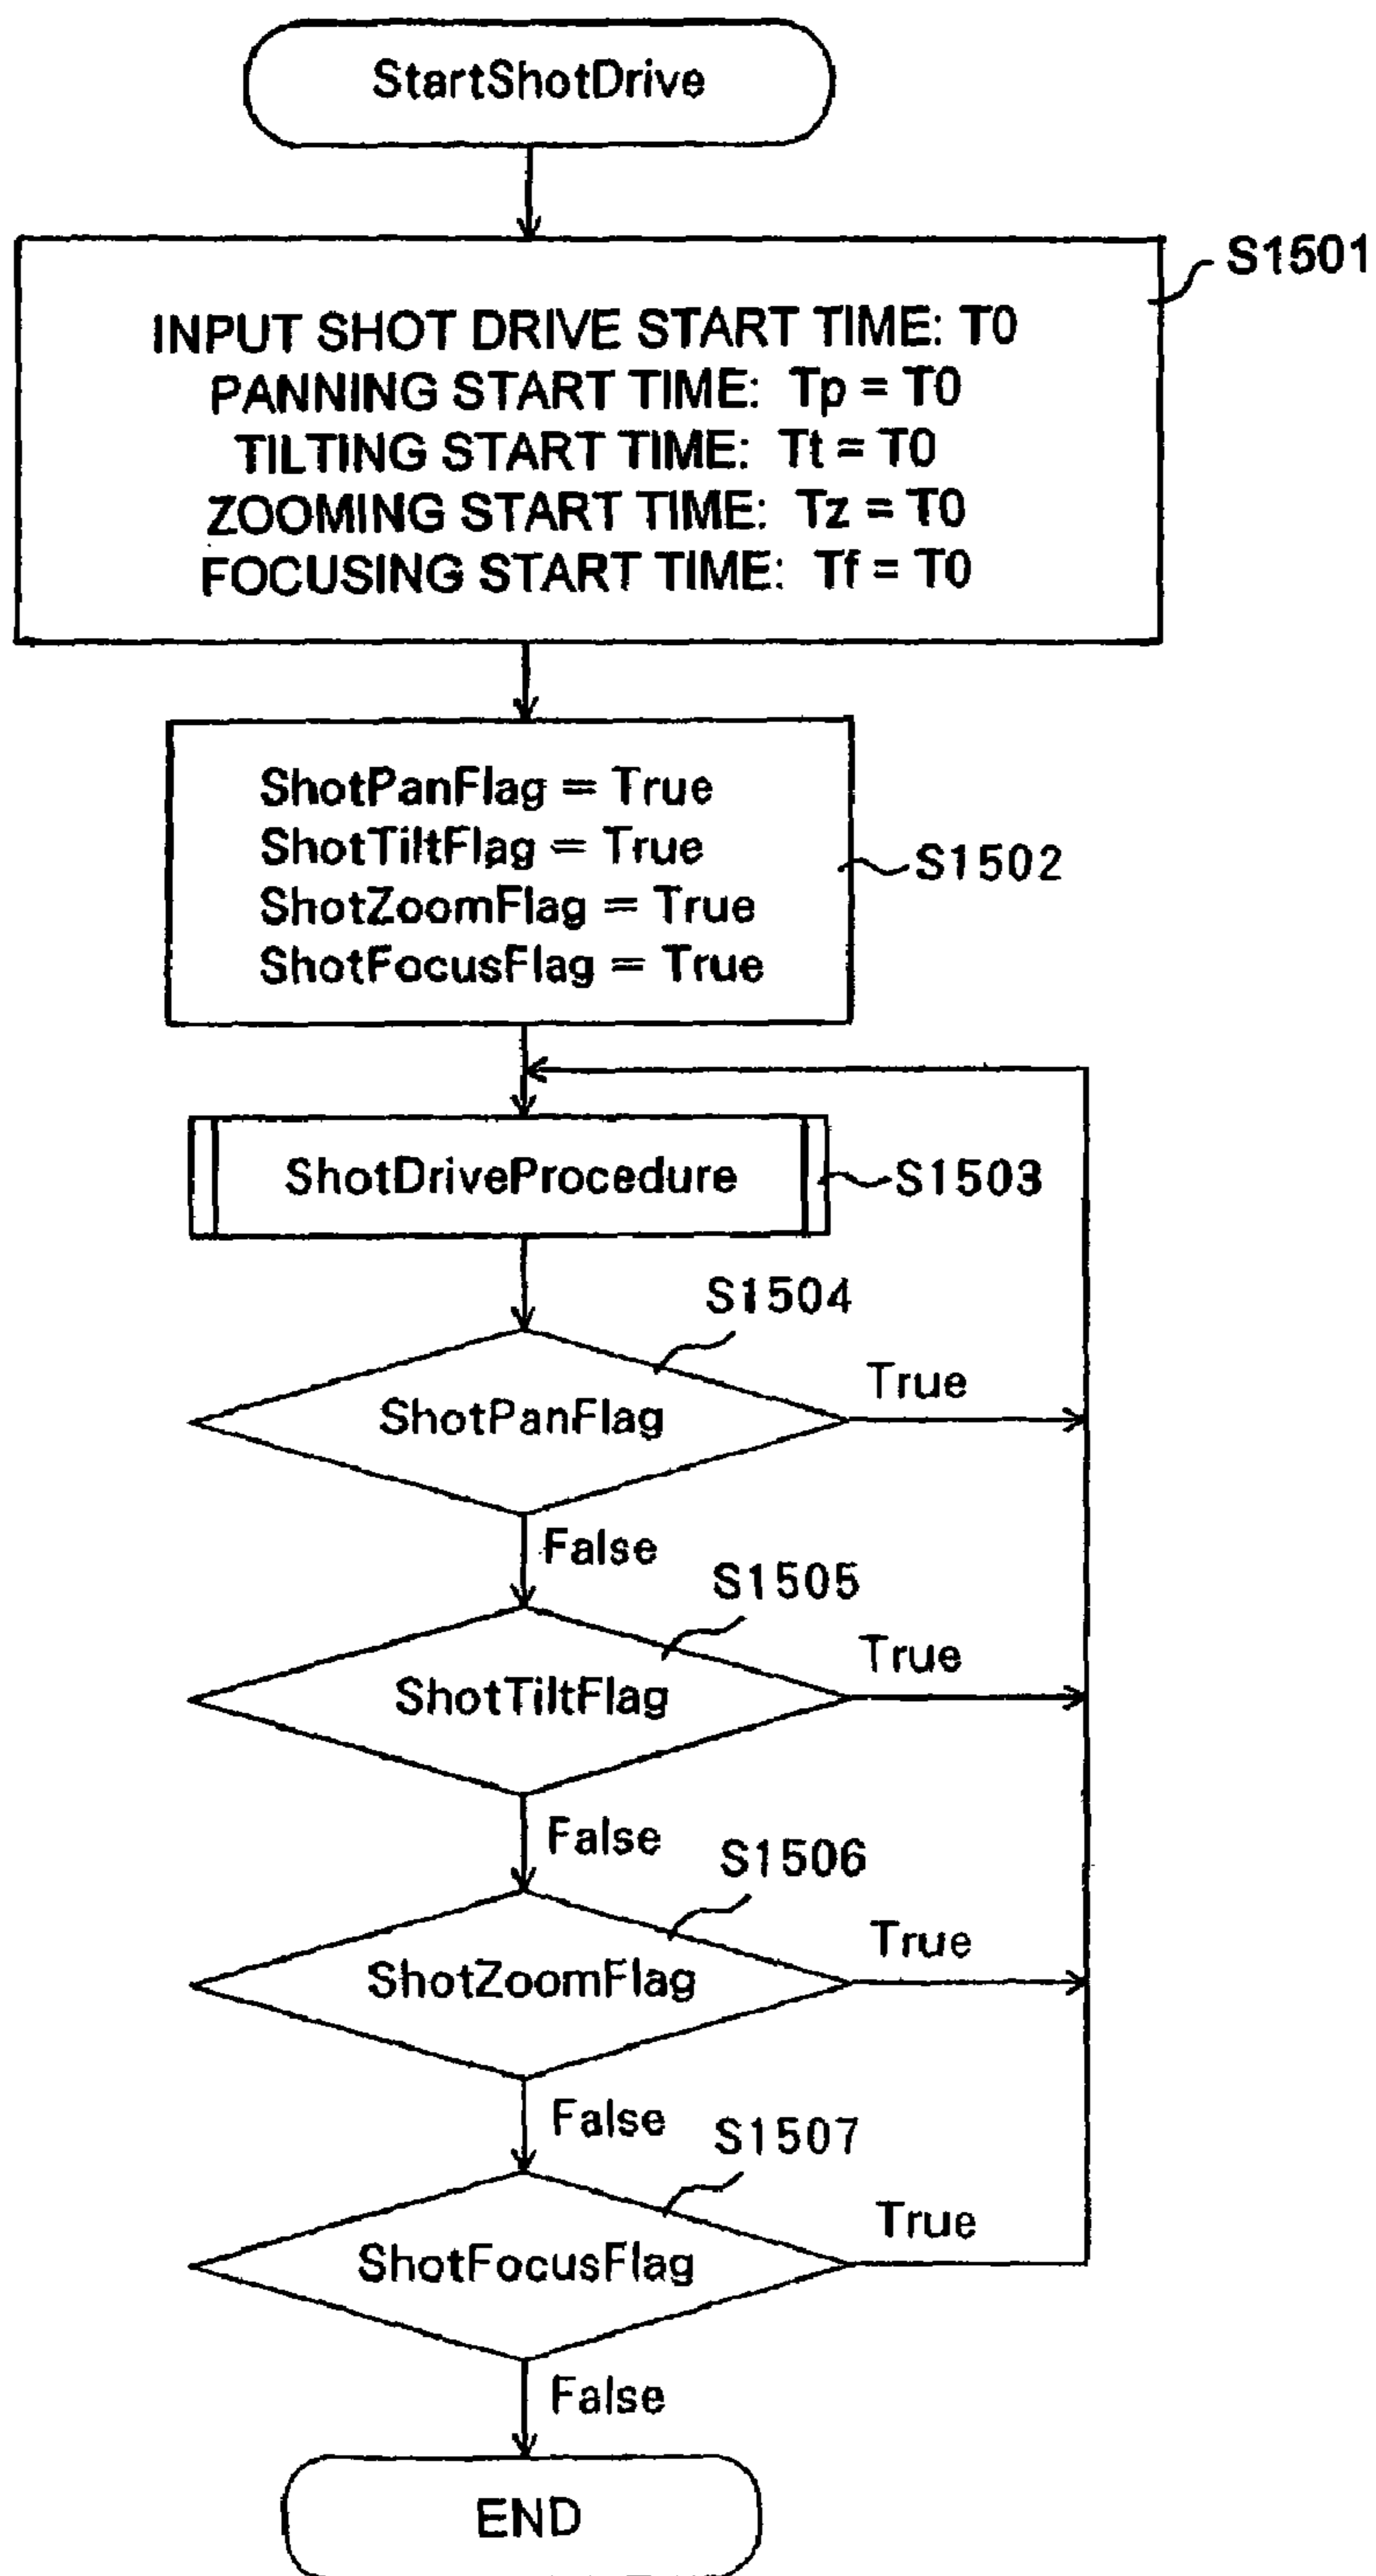 StartShotDrive
S1501
INPUT SHOT DRIVE START TIME: T0
PANNING START TIME: Tp = T0
TILTING START TIME: Tt = T0
ZOOMING START TIME: Tz = T0
FOCUSING START TIME: Tf = T0
ShotPanFlag = True
ShotTiltFlag = True
ShotZoomFlag = True
ShotFocusFlag = True
S1502
ShotDriveProcedure
S1503
S1504
ShotPanFlag
True
False
S1505
ShotTiltFlag
True
False
S1506
ShotZoomFlag
True
False
S1507
ShotFocusFlag
True
False
END